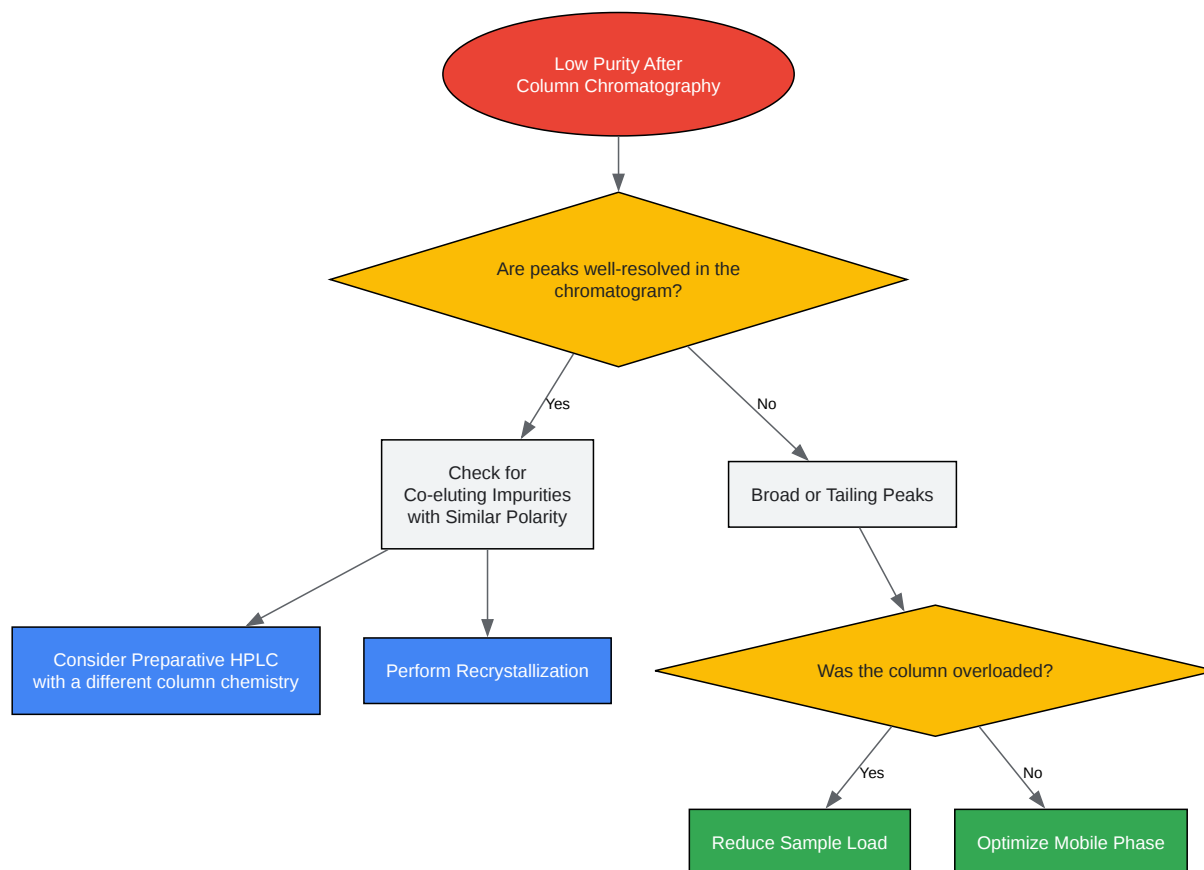 Low Purity After
Column Chromatography
Are peaks well-resolved in the
chromatogram?
Yes
No
Check for
Co-eluting Impurities
with Similar Polarity
Broad or Tailing Peaks
Consider Preparative HPLC
with a different column chemistry
Perform Recrystallization
Was the column overloaded?
Yes
No
Reduce Sample Load
Optimize Mobile Phase